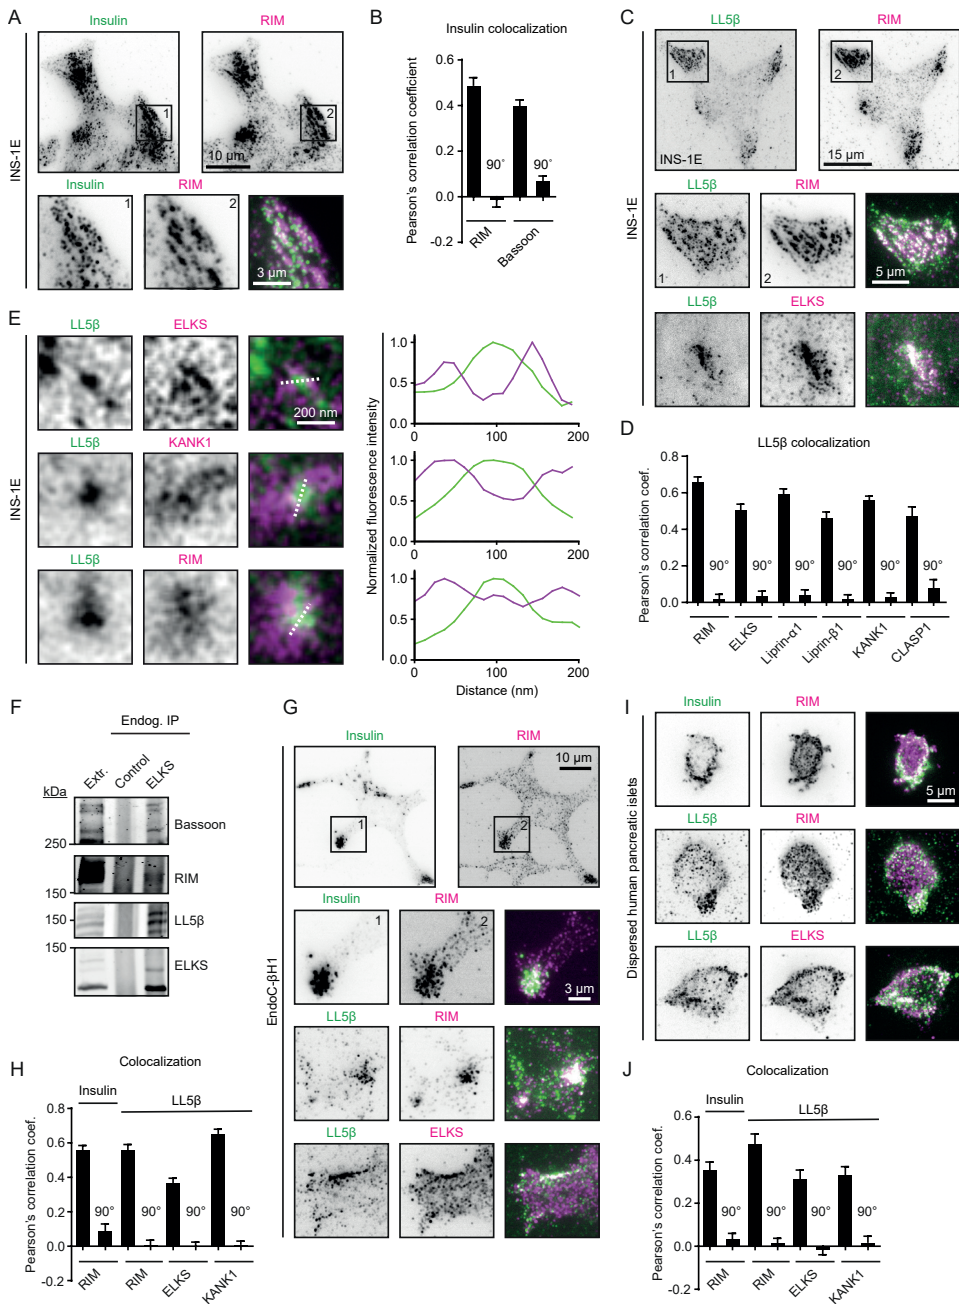 A
Insulin
RIM
INS-1E
1
2
10 µm
Insulin
RIM
1
2
3 µm
B
Insulin colocalization
Pearson's correlation coefficient
0.6
0.4
0.2
0.0
-0.2
90°
90°
RIM
Bassoon
C
LL5β
RIM
INS-1E
1
2
INS-1E
15 µm
LL5β
RIM
1
2
5 µm
LL5β
ELKS
D
LL5β colocalization
Pearson's correlation coef.
0.8
0.6
0.4
0.2
0.0
90°
90°
90°
90°
90°
90°
RIM
ELKS
Liprin-α1
Liprin-β1
KANK1
CLASP1
E
LL5β
ELKS
INS-1E
200 nm
LL5β
KANK1
LL5β
RIM
Normalized fluorescence intensity
1.0
0.5
0.0
0
100
200
1.0
0.5
0.0
0
100
200
1.0
0.5
0.0
0
100
200
Distance (nm)
F
Endog. IP
Extr.
Control
ELKS
kDa
Bassoon
250
RIM
150
150
LL5β
150
ELKS
G
Insulin
RIM
EndoC-βH1
10 µm
1
2
Insulin
RIM
1
2
3 µm
LL5β
RIM
LL5β
ELKS
H
Colocalization
Insulin
LL5β
Pearson's correlation coef.
0.8
0.6
0.4
0.2
0.0
-0.2
90°
90°
90°
90°
RIM
RIM
ELKS
KANK1
I
Insulin
RIM
Dispersed human pancreatic islets
5 µm
LL5β
RIM
LL5β
ELKS
J
Colocalization
Insulin
LL5β
Pearson's correlation coef.
0.6
0.4
0.2
0.0
-0.2
90°
90°
90°
90°
RIM
RIM
ELKS
KANK1